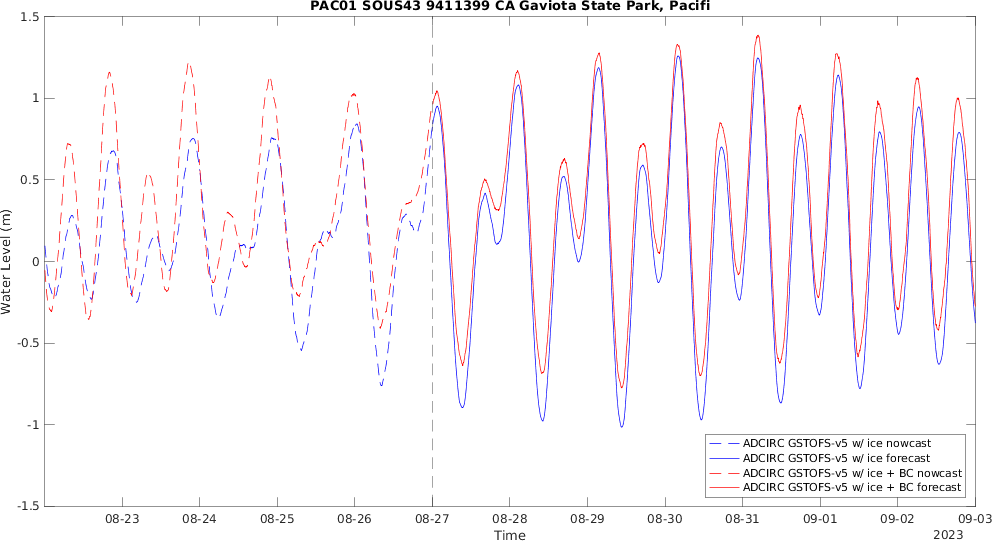 PAC01 SOUS43 9411399 CA Gaviota State Park, Pacifi
1.5
1
0.5
0
-0.5
-1
-1.5
Water Level (m)
08-23 08-24 08-25 08-26 08-27 08-28 08-29 08-30 08-31 09-01 09-02 09-03
Time
2023
ADCIRC GSTOFS-v5 w/ ice nowcast
ADCIRC GSTOFS-v5 w/ ice forecast
ADCIRC GSTOFS-v5 w/ ice + BC nowcast
ADCIRC GSTOFS-v5 w/ ice + BC forecast